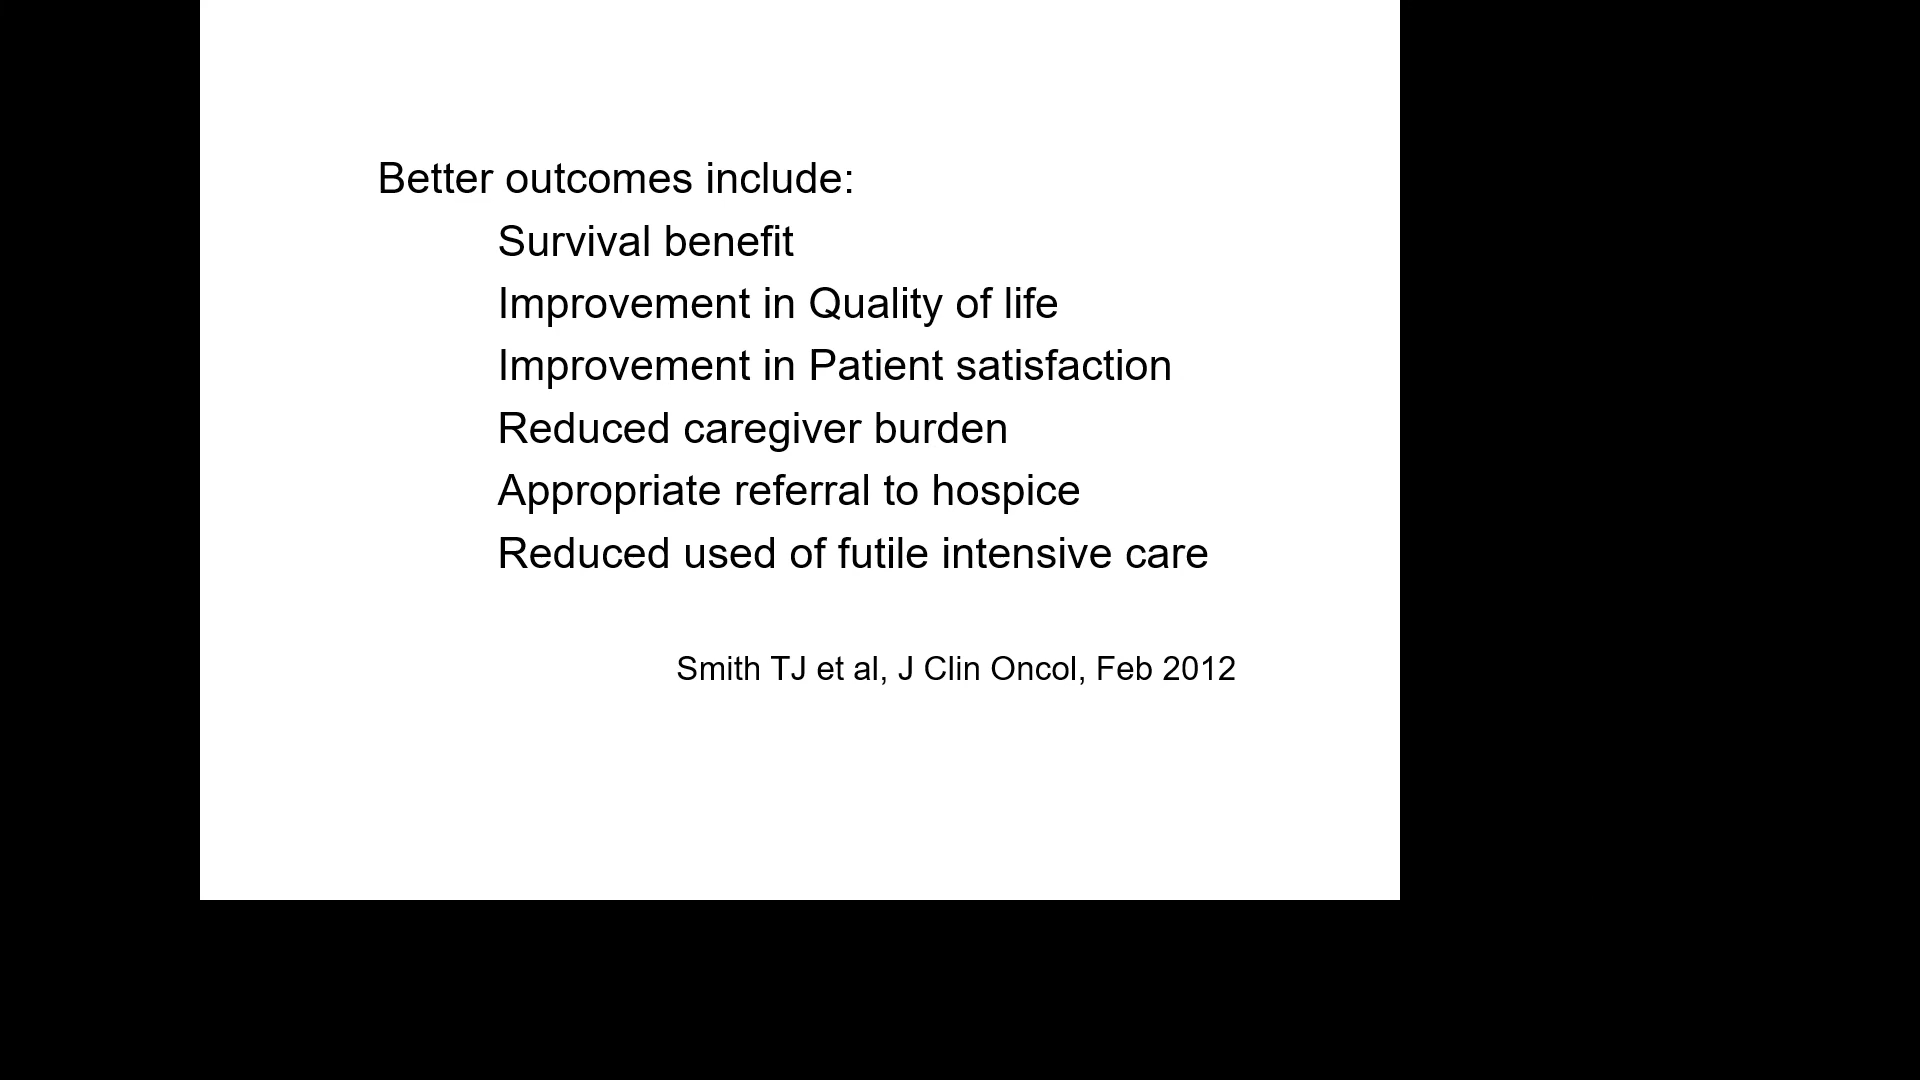 Better outcomes include:
Survival benefit
Improvement in Quality of life
Improvement in Patient satisfaction
Reduced caregiver burden
Appropriate referral to hospice
Reduced used of futile intensive care
Smith TJ et al, J Clin Oncol, Feb 2012